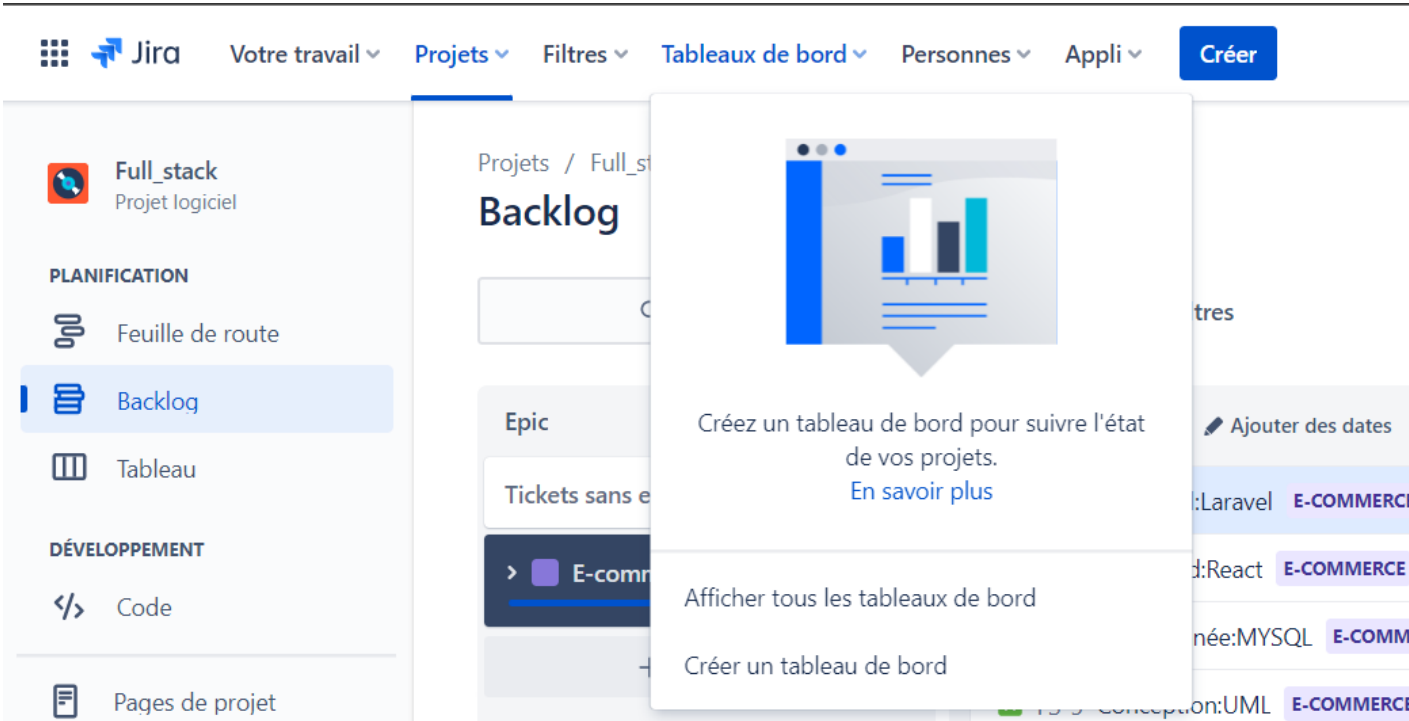 Jira Votre travail Projets Filtres Tableaux de bord Personnes Appli Créer
Full_stack
Projet logiciel
PLANIFICATION
Feuille de route
Backlog
Tableau
DÉVELOPPEMENT
Code
Pages de projet
Projets / Full_st
Backlog
Epic
Tickets sans e
E-comm
Créez un tableau de bord pour suivre l'état
de vos projets.
En savoir plus
Afficher tous les tableaux de bord
Créer un tableau de bord
tres
Ajouter des dates
:Laravel E-COMMERCE
d:React E-COMMERCE
née:MYSQL E-COMM
Conception:UML E-COMMERCE